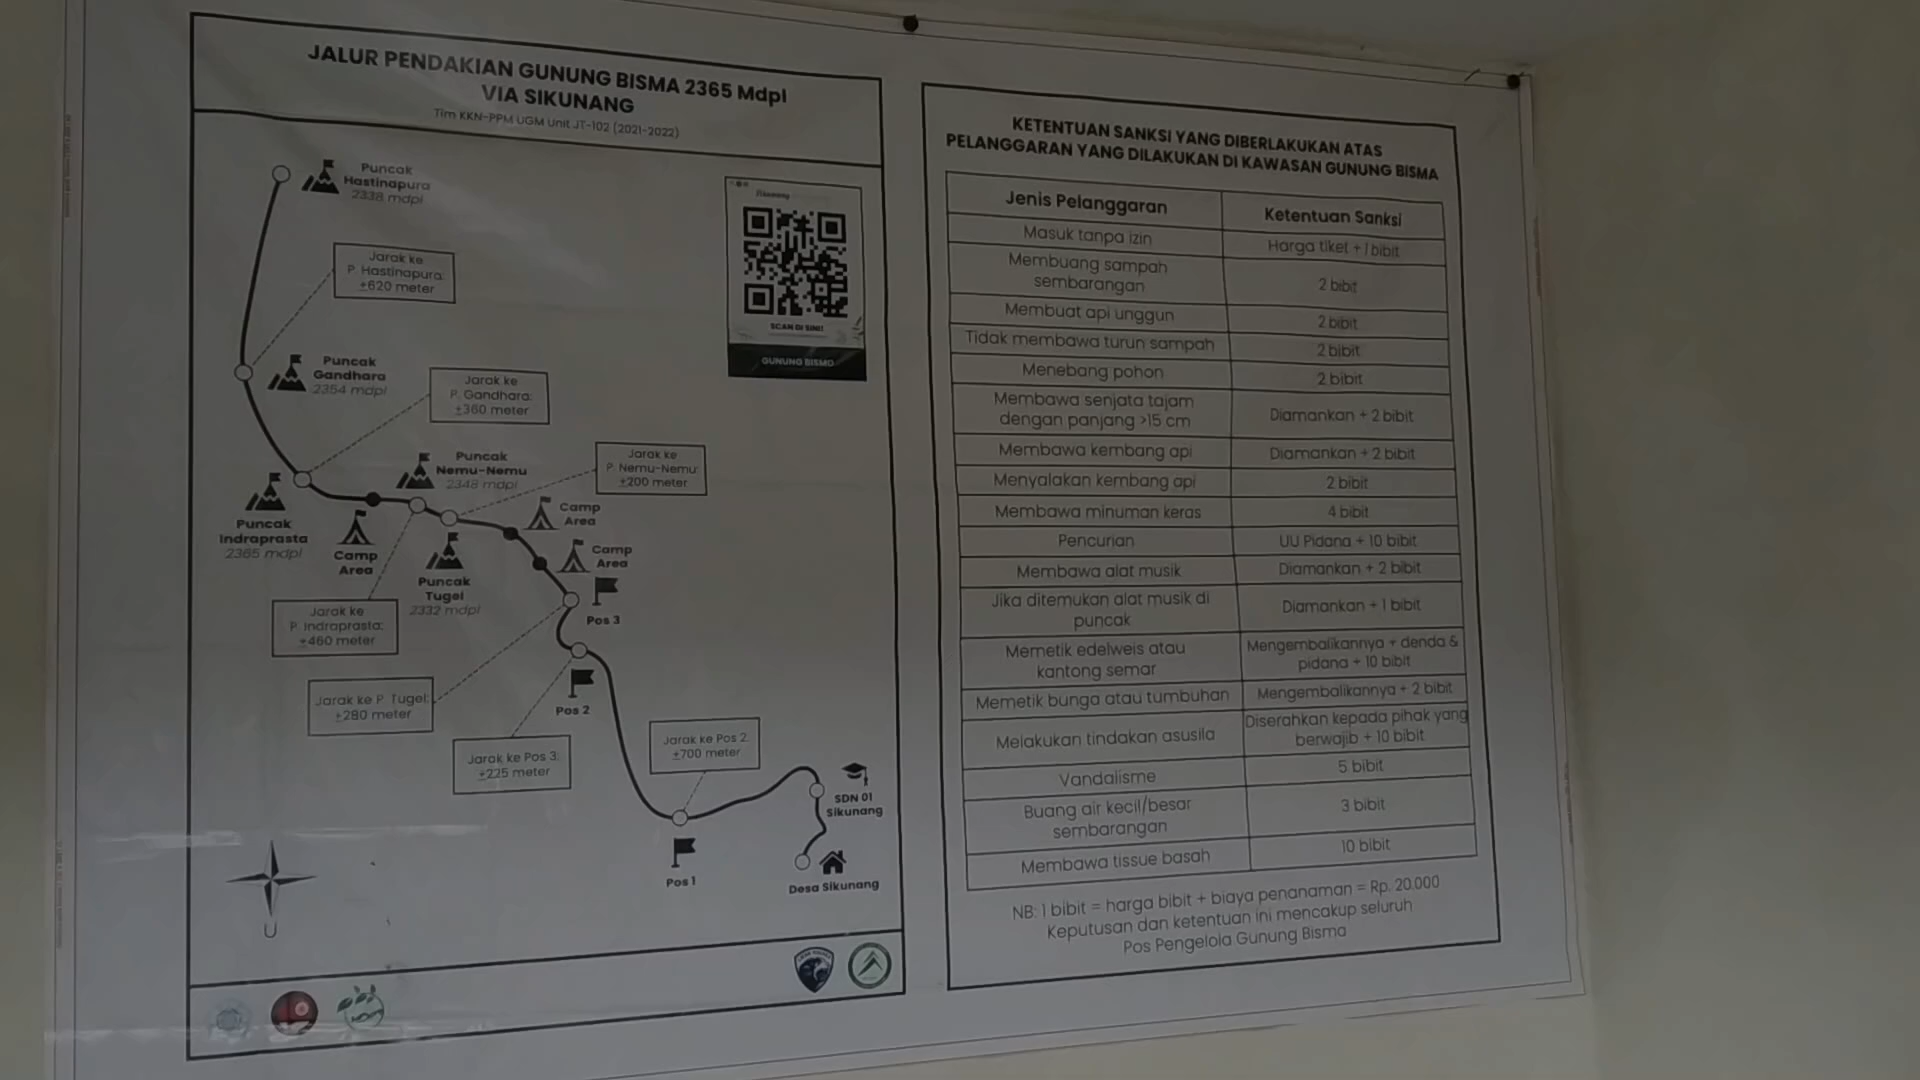 JALUR PENDAKIAN GUNUNG BISMA 2365 Mdpl
VIA SIKUNANG
Tim KKN-PPM UGM Unit JT-102 (2021-2022)
Puncak
Hastinapura
2338 mdpl
Jarak ke
P. Hastinapura:
±620 meter
SCAN DI SINI!
GUNUNG BISMO
Puncak
Gandhara
2354 mdpl
Jarak ke
P. Gandhara:
±360 meter
Puncak
Nemu-Nemu
2348 mdpl
Jarak ke
P. Nemu-Nemu:
±200 meter
Puncak
Indraprasta
2365 mdpl
Camp
Area
Camp
Area
Camp
Area
Puncak
Tugel
2332 mdpl
Jarak ke
P. Indraprasta:
±460 meter
Pos 3
Jarak ke P. Tugel:
±280 meter
Pos 2
Jarak ke Pos 3:
±225 meter
Jarak ke Pos 2:
±700 meter
SDN 01
Sikunang
Pos 1
Desa Sikunang
U
KETENTUAN SANKSI YANG DIBERLAKUKAN ATAS
PELANGGARAN YANG DILAKUKAN DI KAWASAN GUNUNG BISMA
Jenis Pelanggaran Ketentuan Sanksi
Masuk tanpa izin Harga tiket + 1 bibit
Membuang sampah
sembarangan 2 bibit
Membuat api unggun 2 bibit
Tidak membawa turun sampah 2 bibit
Menebang pohon 2 bibit
Membawa senjata tajam
dengan panjang >15 cm Diamankan + 2 bibit
Membawa kembang api Diamankan + 2 bibit
Menyalakan kembang api 2 bibit
Membawa minuman keras 4 bibit
Pencurian UU Pidana + 10 bibit
Membawa alat musik Diamankan + 2 bibit
Jika ditemukan alat musik di
puncak Diamankan + 1 bibit
Memetik edelweis atau Mengembalikannya + denda &
kantong semar pidana + 10 bibit
Memetik bunga atau tumbuhan Mengembalikannya + 2 bibit
Melakukan tindakan asusila Diserahkan kepada pihak yang
berwajib + 10 bibit
Vandalisme 5 bibit
Buang air kecil/besar
sembarangan 3 bibit
Membawa tissue basah 10 bibit
NB: 1 bibit = harga bibit + biaya penanaman = Rp. 20.000
Keputusan dan ketentuan ini mencakup seluruh
Pos Pengelola Gunung Bisma